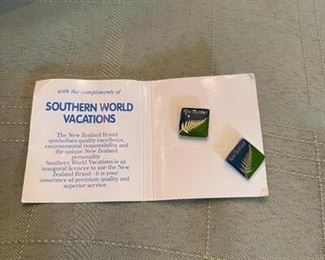 with the compliments of
SOUTHERN WORLD
VACATIONS
The New Zealand Brand
symbolises quality excellence,
environmental responsibility and
the unique New Zealand
personality
Southern World Vacations is an
inaugural licencee to use the New
Zealand Brand - it is your
assurance of premium quality and
superior service